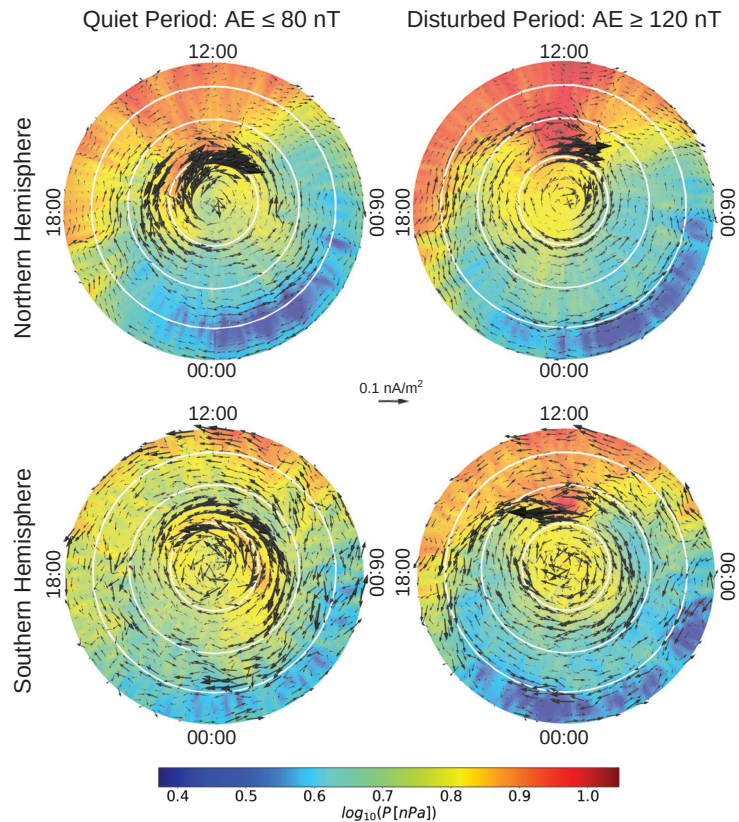 Quiet Period: AE ≤ 80 nT
Disturbed Period: AE ≥ 120 nT
12:00
12:00
Northern Hemisphere
18:00
06:00
18:00
06:00
00:00
00:00
0.1 nA/m²
12:00
12:00
Southern Hemisphere
18:00
06:00
18:00
06:00
00:00
00:00
0.4 0.5 0.6 0.7 0.8 0.9 1.0
log₁₀(P [nPa])